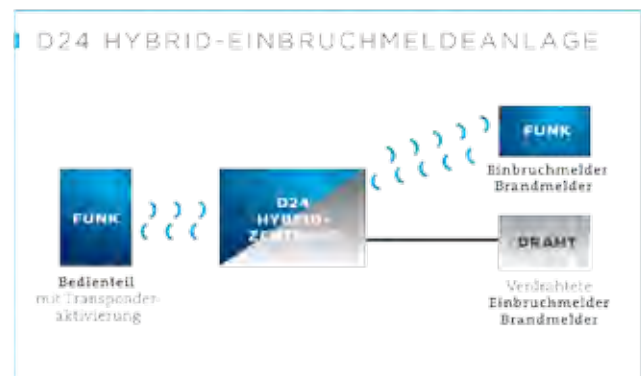 D24 HYBRID-EINBRUCHMELDEANLAGE
FUNK
Einbruchmelder
Brandmelder
FUNK
D24
HYBRID-
Bedienteil
mit Transponder-
aktivierung
DRAHT
Verdrahtete
Einbruchmelder
Brandmelder